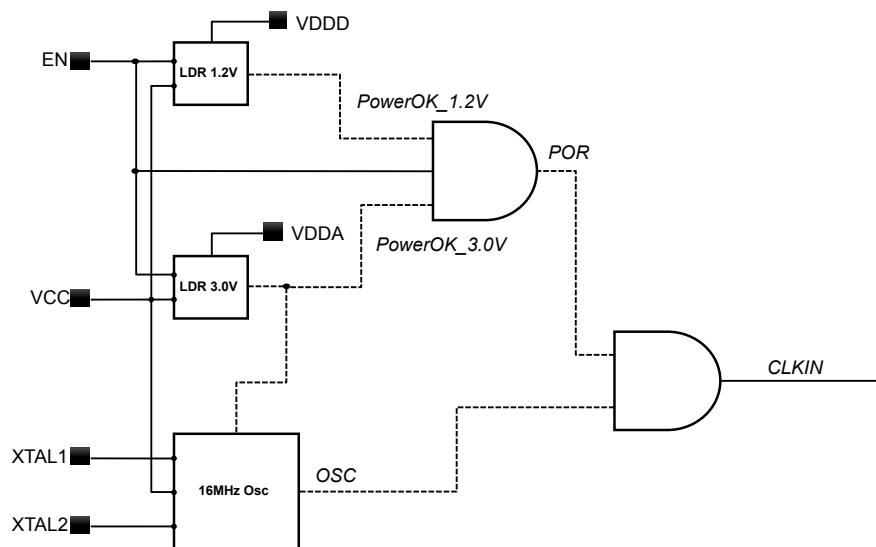 VDDD
EN
LDR 1.2V
PowerOK_1.2V
POR
VDDA
PowerOK_3.0V
LDR 3.0V
VCC
CLKIN
XTAL1
OSC
16MHz Osc
XTAL2